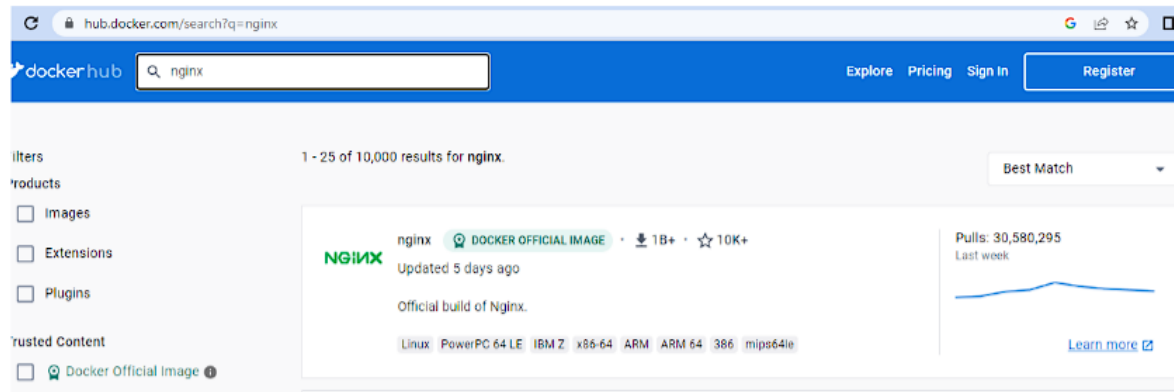 hub.docker.com/search?q=nginx
dockerhub
nginx
Explore Pricing Sign In Register
ilters
1 - 25 of 10,000 results for nginx.
Best Match
Products
Images
Extensions
Plugins
NGINX
nginx DOCKER OFFICIAL IMAGE · 1B+ · 10K+
Updated 5 days ago
Official build of Nginx.
Linux PowerPC 64 LE IBM Z x86-64 ARM ARM 64 386 mips64le
Pulls: 30,580,295
Last week
Learn more
Trusted Content
Docker Official Image